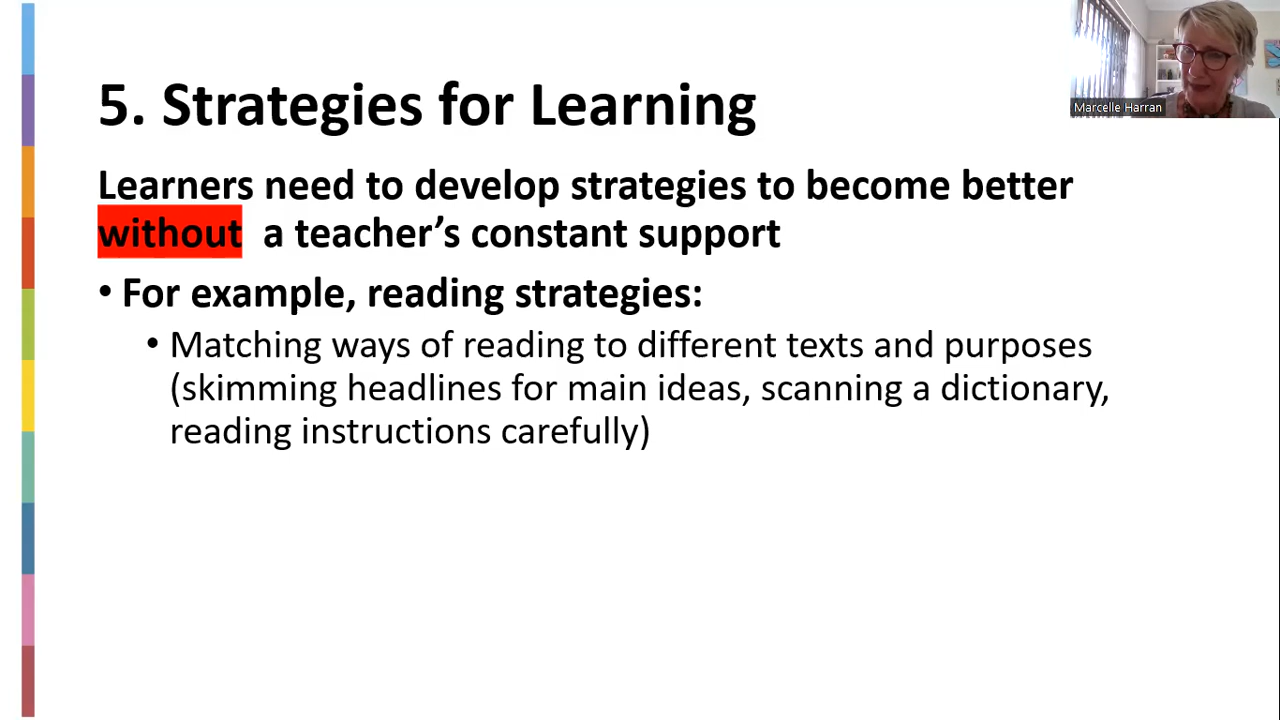 Marcelle Harran
5. Strategies for Learning
Learners need to develop strategies to become better
without a teacher’s constant support
• For example, reading strategies:
• Matching ways of reading to different texts and purposes
(skimming headlines for main ideas, scanning a dictionary,
reading instructions carefully)